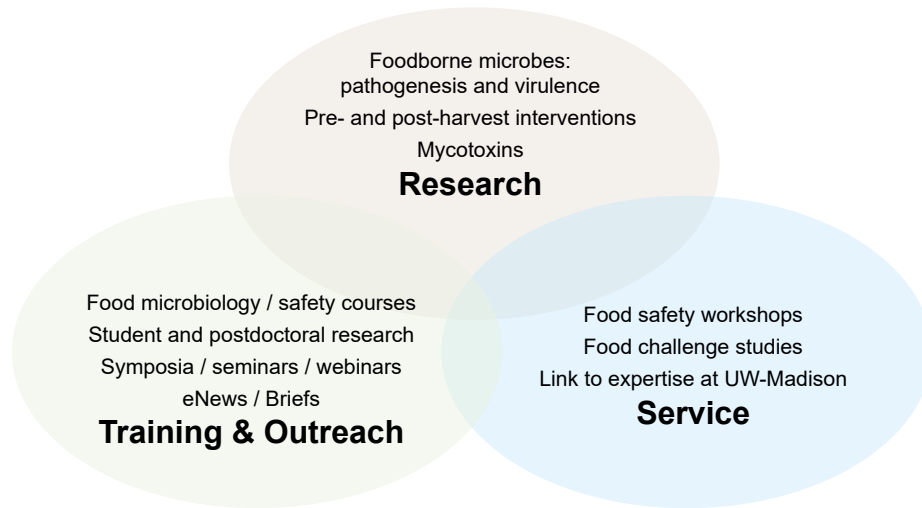 Foodborne microbes:
pathogenesis and virulence
Pre- and post-harvest interventions
Mycotoxins
Research
Food microbiology / safety courses
Student and postdoctoral research
Symposia / seminars / webinars
eNews / Briefs
Training & Outreach
Food safety workshops
Food challenge studies
Link to expertise at UW-Madison
Service